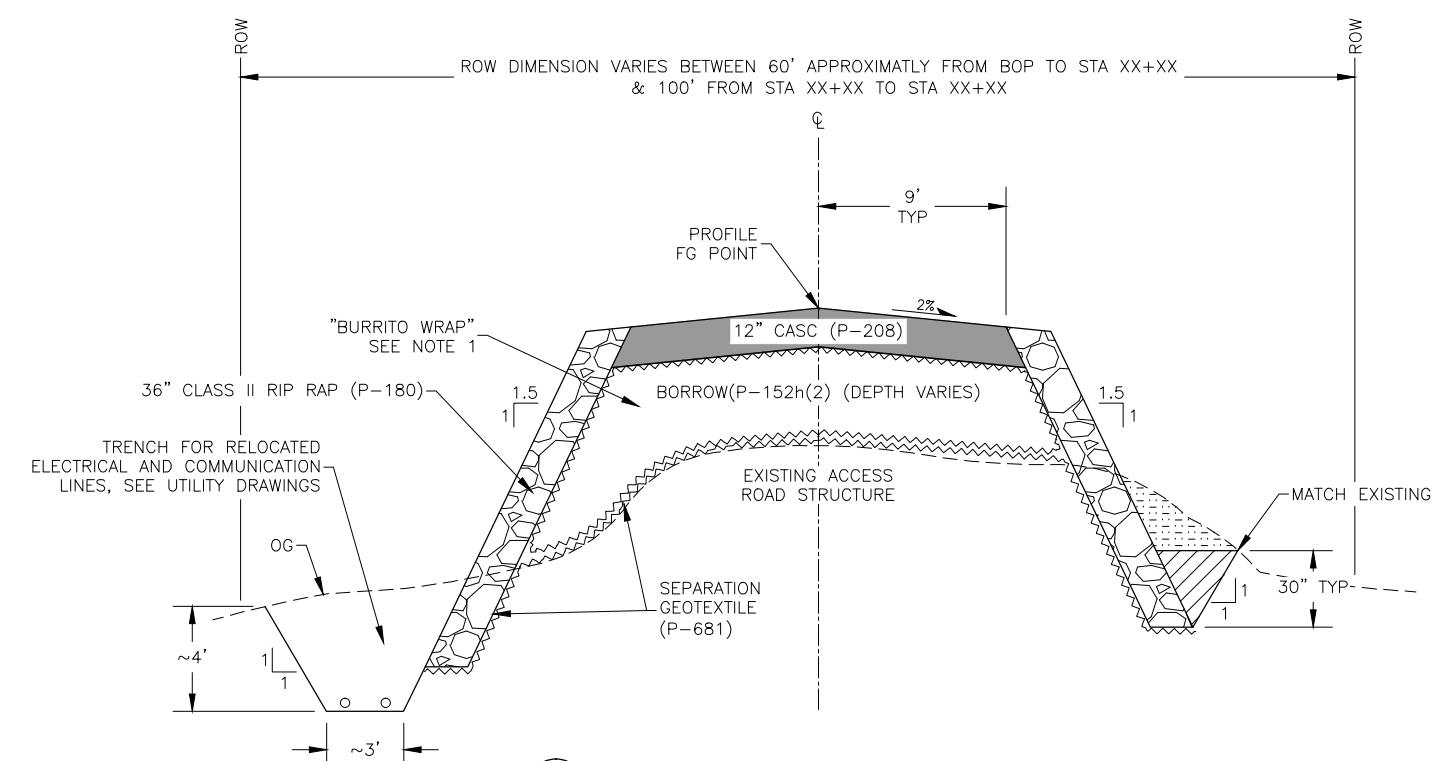 ROW
ROW
ROW DIMENSION VARIES BETWEEN 60' APPROXIMATLY FROM BOP TO STA XX+XX
& 100' FROM STA XX+XX TO STA XX+XX
℄
9'
TYP
PROFILE
FG POINT
2%
12" CASC (P-208)
"BURRITO WRAP"
SEE NOTE 1
36" CLASS II RIP RAP (P-180)
1.5
1
BORROW(P-152h(2) (DEPTH VARIES)
1.5
1
TRENCH FOR RELOCATED
ELECTRICAL AND COMMUNICATION
LINES, SEE UTILITY DRAWINGS
EXISTING ACCESS
ROAD STRUCTURE
MATCH EXISTING
OG
SEPARATION
GEOTEXTILE
(P-681)
30" TYP
1
1
~4'
1
1
~3'